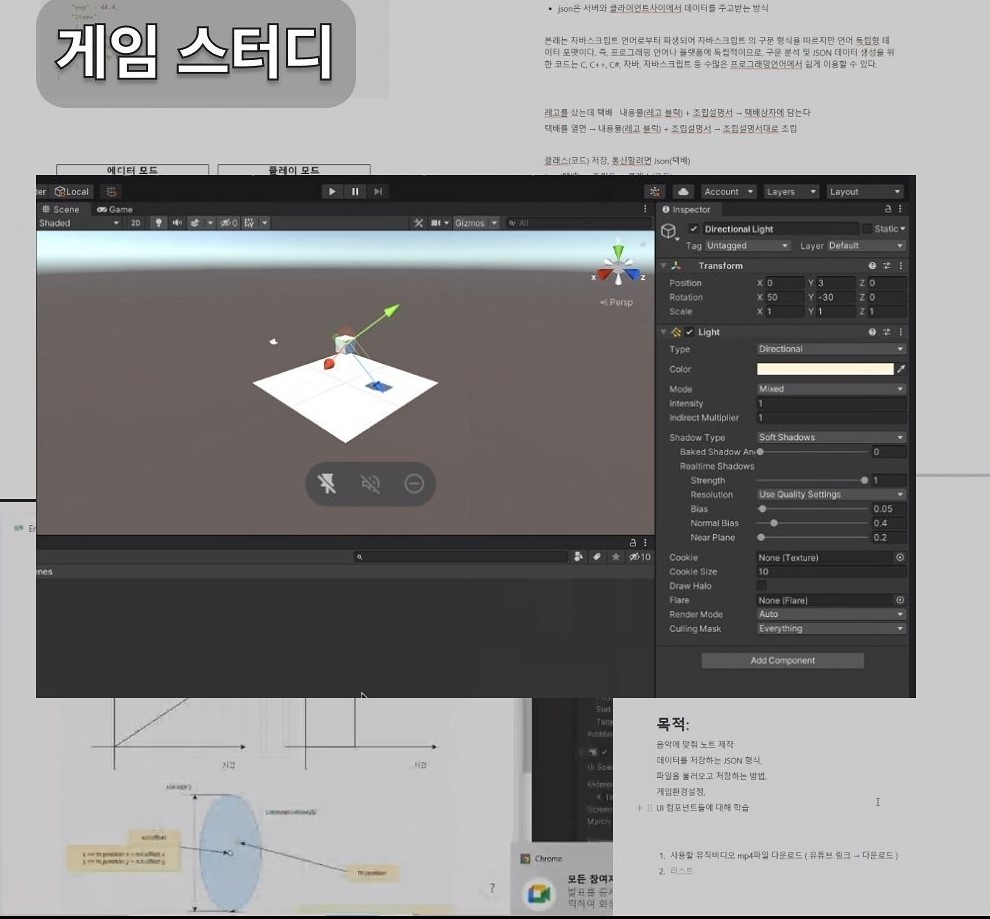 "exp" : 44.4,
"Items":
게임 스터디
json은 서버와 클라이언트사이에서 데이터를 주고받는 방식
본래는 자바스크립트 언어로부터 파생되어 자바스크립트 의 구문 형식을 따르지만 언어 독립형 데
이터 포맷이다. 즉, 프로그래밍 언어나 플랫폼에 독립적이므로, 구문 분석 및 JSON 데이터 생성을 위
한 코드는 C, C++, C#, 자바, 자바스크립트 등 수많은 프로그래밍언어에서 쉽게 이용할 수 있다.
레고를 샀는데 택배 내용물(레고 블럭) + 조립설명서 → 택배상자에 담는다
택배를 열면 → 내용물(레고 블럭) + 조립설명서 → 조립설명서대로 조립
클래스(코드) 저장, 통신할려면 Json(택배)
에디터 모드 플레이 모드
ter Local Account Layers Layout
Scene Game
Shaded 2D 0 Gizmos All
x z
Persp
10
enes
Inspector
Directional Light Static
Tag Untagged Layer Default
Transform
Position X 0 Y 3 Z 0
Rotation X 50 Y -30 Z 0
Scale X 1 Y 1 Z 1
Light
Type Directional
Color
Mode Mixed
Intensity 1
Indirect Multiplier 1
Shadow Type Soft Shadows
Baked Shadow An 0
Realtime Shadows
Strength 1
Resolution Use Quality Settings
Bias 0.05
Normal Bias 0.4
Near Plane 0.2
Cookie None (Texture)
Cookie Size 10
Draw Halo
Flare None (Flare)
Render Mode Auto
Culling Mask Everything
Add Component
시간 시간
?
Chrome
모든 참여자
목적:
음악에 맞춰 노트 제작
데이터를 저장하는 JSON 형식,
파일을 불러오고 저장하는 방법,
게임환경설정,
UI 컴포넌트들에 대해 학습
1. 사용할 뮤직비디오 mp4파일 다운로드 ( 유튜브 링크 → 다운로드 )
2. 리스트